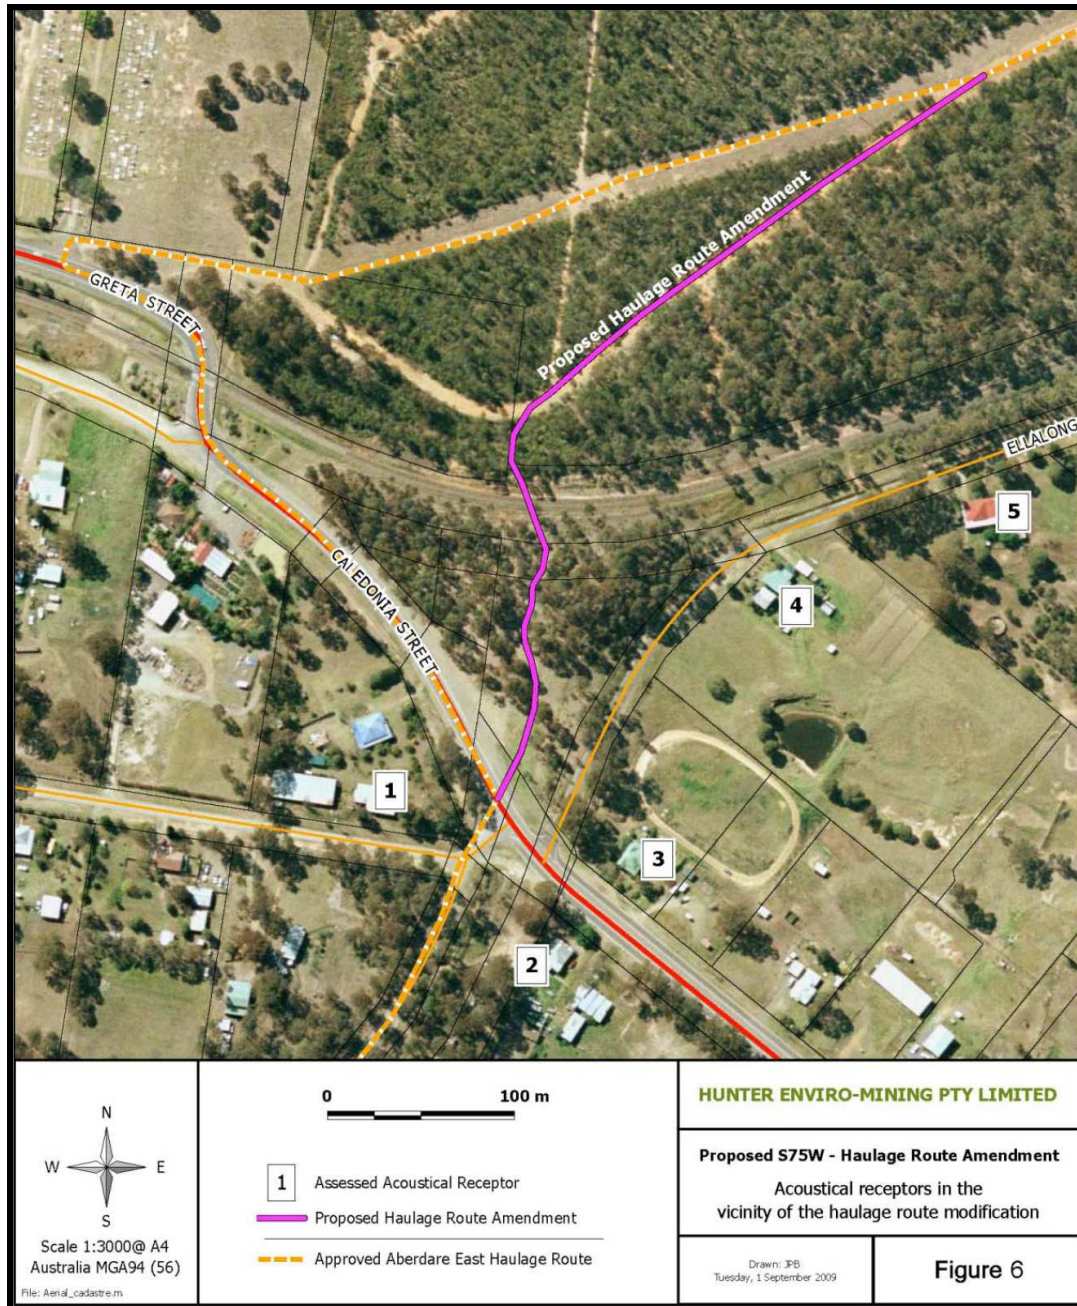 Proposed Haulage Route Amendment
GRETA STREET
ELLALONG
CALEDONIA STREET
5
4
1
3
2
N
W E
S
Scale 1:3000@ A4
Australia MGA94 (56)
File: Aerial_cadastre.m
0 100 m
1 Assessed Acoustical Receptor
Proposed Haulage Route Amendment
Approved Aberdare East Haulage Route
HUNTER ENVIRO-MINING PTY LIMITED
Proposed S75W - Haulage Route Amendment
Acoustical receptors in the
vicinity of the haulage route modification
Drawn: JPB
Tuesday, 1 September 2009
Figure 6